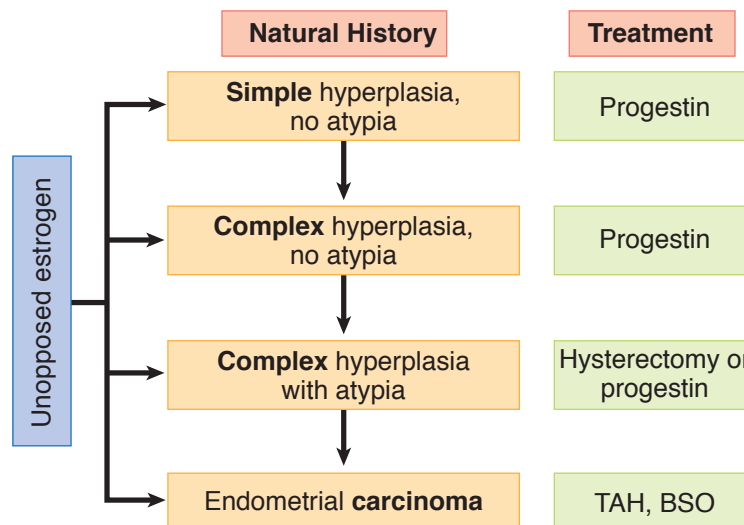 Natural History
Treatment
Unopposed estrogen
Simple hyperplasia,
no atypia
Progestin
Complex hyperplasia,
no atypia
Progestin
Complex hyperplasia
with atypia
Hysterectomy or
progestin
Endometrial carcinoma
TAH, BSO